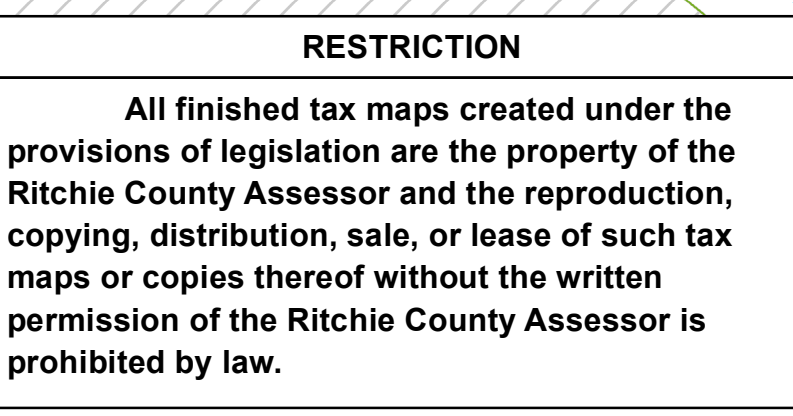 RESTRICTION
All finished tax maps created under the
provisions of legislation are the property of the
Ritchie County Assessor and the reproduction,
copying, distribution, sale, or lease of such tax
maps or copies thereof without the written
permission of the Ritchie County Assessor is
prohibited by law.